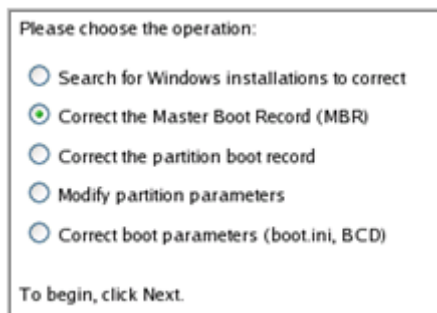 Please choose the operation:
Search for Windows installations to correct
Correct the Master Boot Record (MBR)
Correct the partition boot record
Modify partition parameters
Correct boot parameters (boot.ini, BCD)
To begin, click Next.